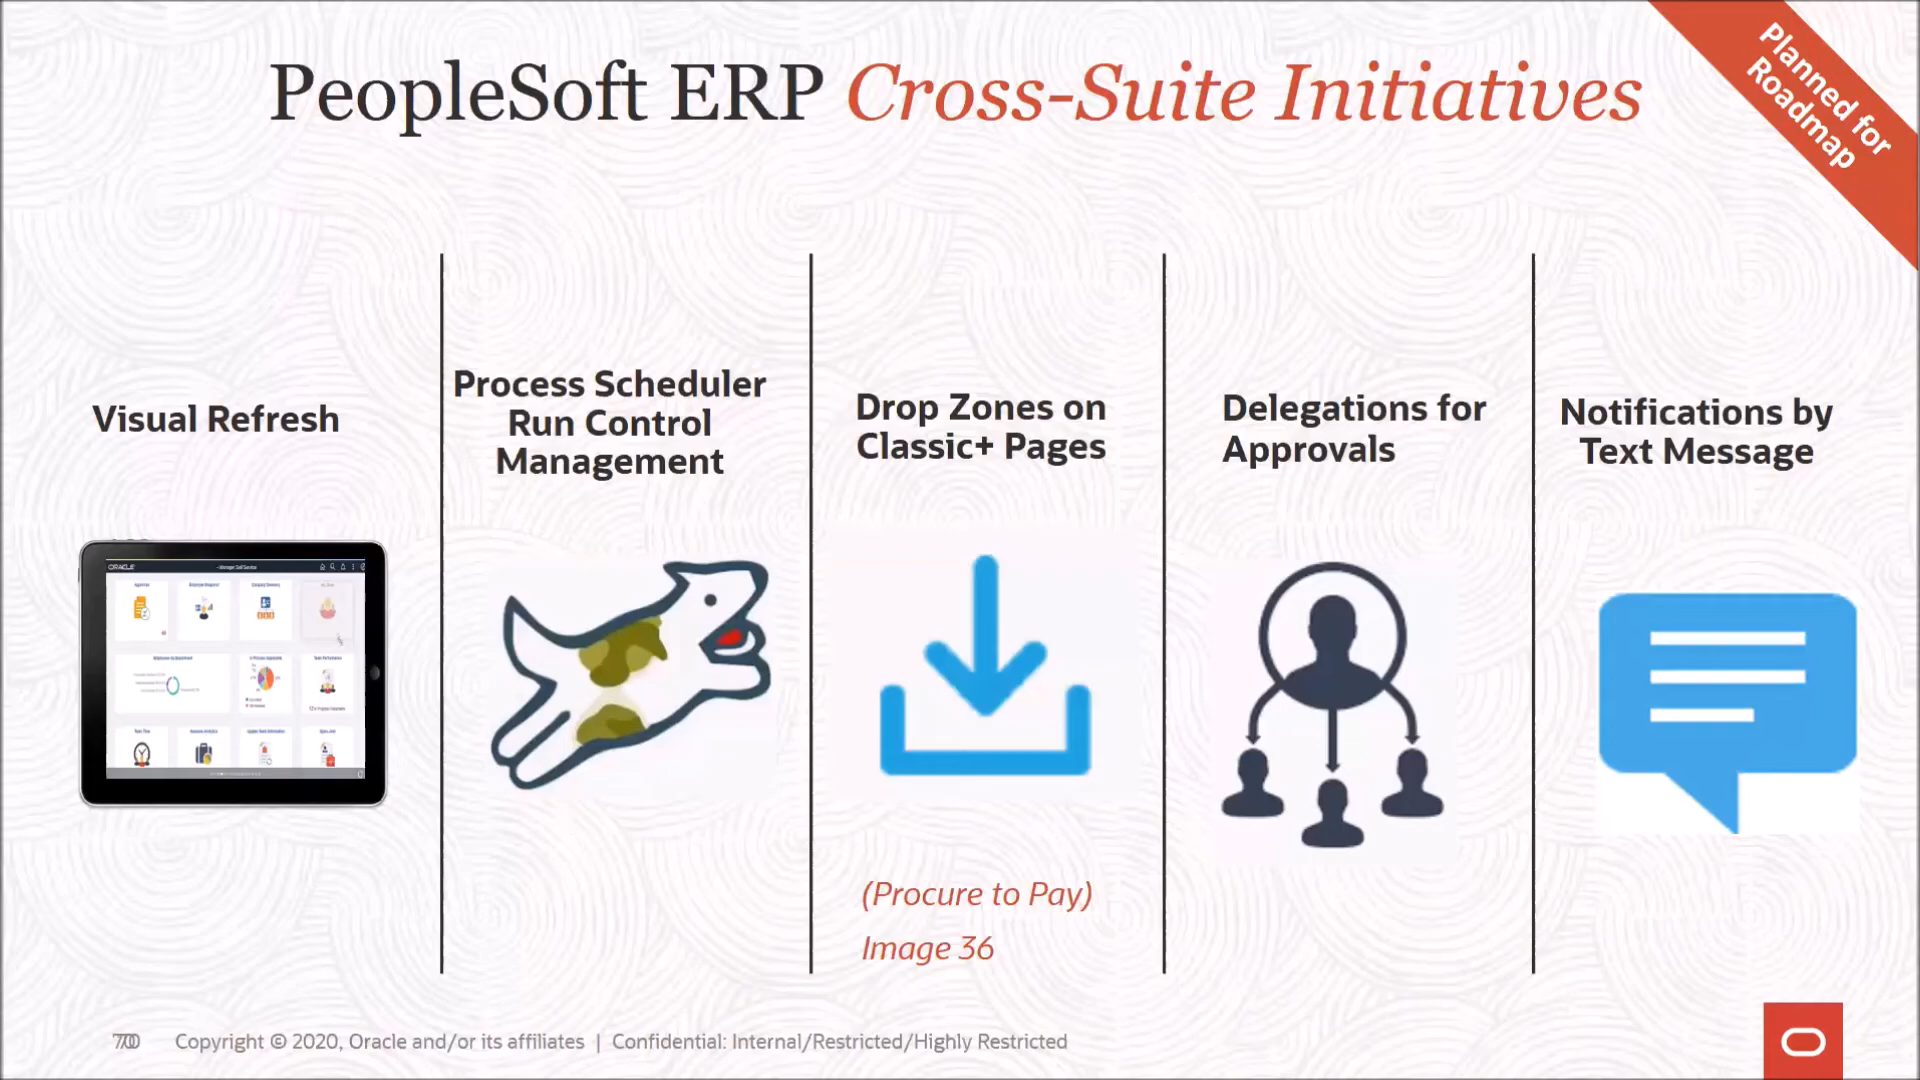 PeopleSoft ERP Cross-Suite Initiatives
Planned for
Roadmap
Visual Refresh
Process Scheduler
Run Control
Management
Drop Zones on
Classic+ Pages
Delegations for
Approvals
Notifications by
Text Message
ORACLE
(Procure to Pay)
Image 36
Copyright © 2020, Oracle and/or its affiliates | Confidential: Internal/Restricted/Highly Restricted